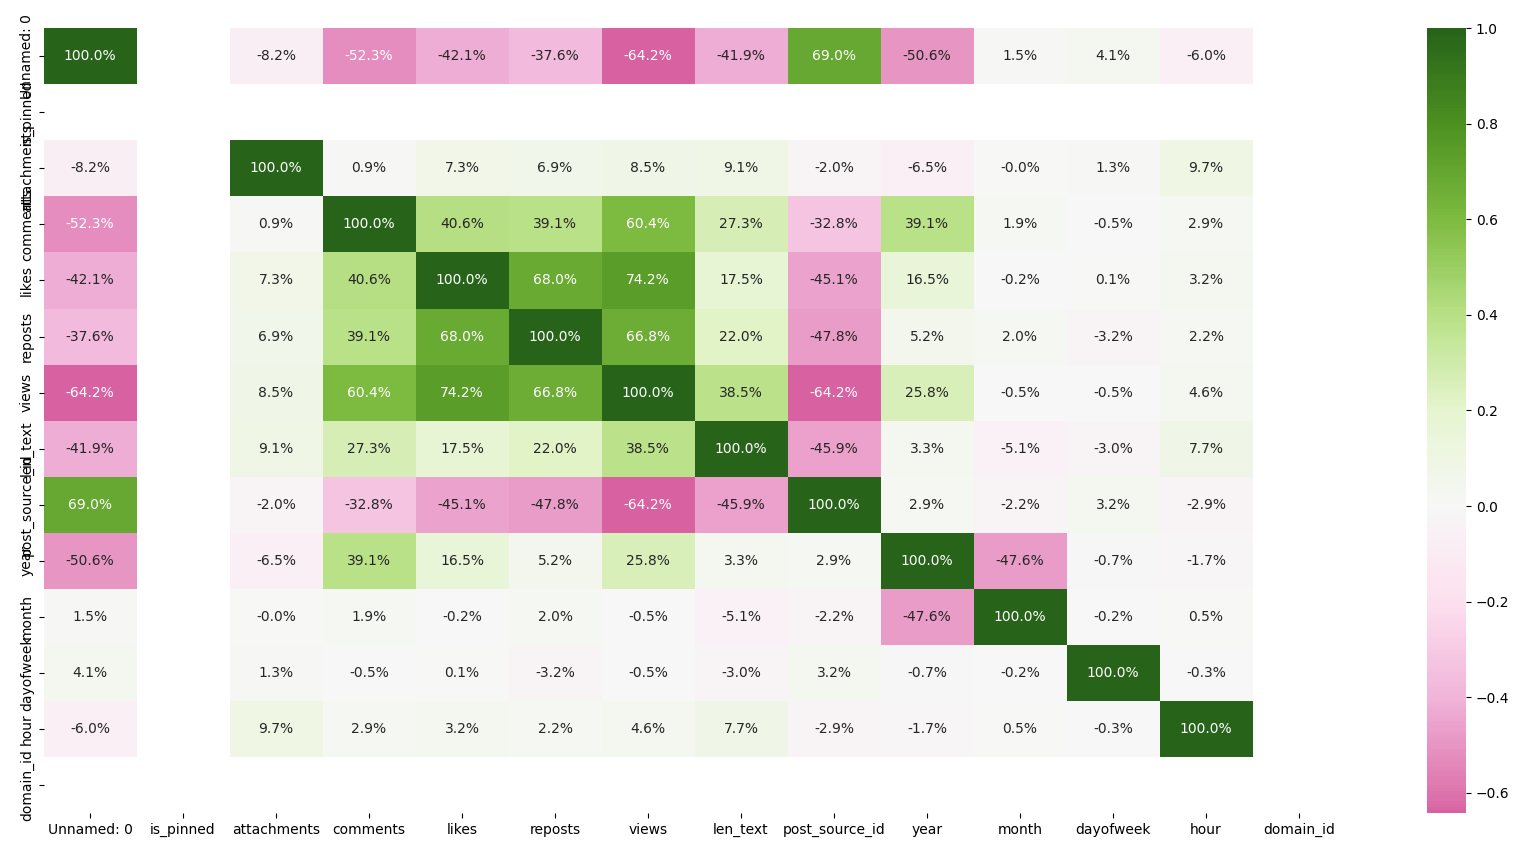 Unnamed: 0
100.0% -8.2% -52.3% -42.1% -37.6% -64.2% -41.9% 69.0% -50.6% 1.5% 4.1% -6.0%
is_pinned
attachments
-8.2% 100.0% 0.9% 7.3% 6.9% 8.5% 9.1% -2.0% -6.5% -0.0% 1.3% 9.7%
comments
-52.3% 0.9% 100.0% 40.6% 39.1% 60.4% 27.3% -32.8% 39.1% 1.9% -0.5% 2.9%
likes
-42.1% 7.3% 40.6% 100.0% 68.0% 74.2% 17.5% -45.1% 16.5% -0.2% 0.1% 3.2%
reposts
-37.6% 6.9% 39.1% 68.0% 100.0% 66.8% 22.0% -47.8% 5.2% 2.0% -3.2% 2.2%
views
-64.2% 8.5% 60.4% 74.2% 66.8% 100.0% 38.5% -64.2% 25.8% -0.5% -0.5% 4.6%
len_text
-41.9% 9.1% 27.3% 17.5% 22.0% 38.5% 100.0% -45.9% 3.3% -5.1% -3.0% 7.7%
post_source_id
69.0% -2.0% -32.8% -45.1% -47.8% -64.2% -45.9% 100.0% 2.9% -2.2% 3.2% -2.9%
year
-50.6% -6.5% 39.1% 16.5% 5.2% 25.8% 3.3% 2.9% 100.0% -47.6% -0.7% -1.7%
month
1.5% -0.0% 1.9% -0.2% 2.0% -0.5% -5.1% -2.2% -47.6% 100.0% -0.2% 0.5%
dayofweek
4.1% 1.3% -0.5% 0.1% -3.2% -0.5% -3.0% 3.2% -0.7% -0.2% 100.0% -0.3%
hour
-6.0% 9.7% 2.9% 3.2% 2.2% 4.6% 7.7% -2.9% -1.7% 0.5% -0.3% 100.0%
domain_id
Unnamed: 0 is_pinned attachments comments likes reposts views len_text post_source_id year month dayofweek hour domain_id
1.0
0.8
0.6
0.4
0.2
0.0
−0.2
−0.4
−0.6